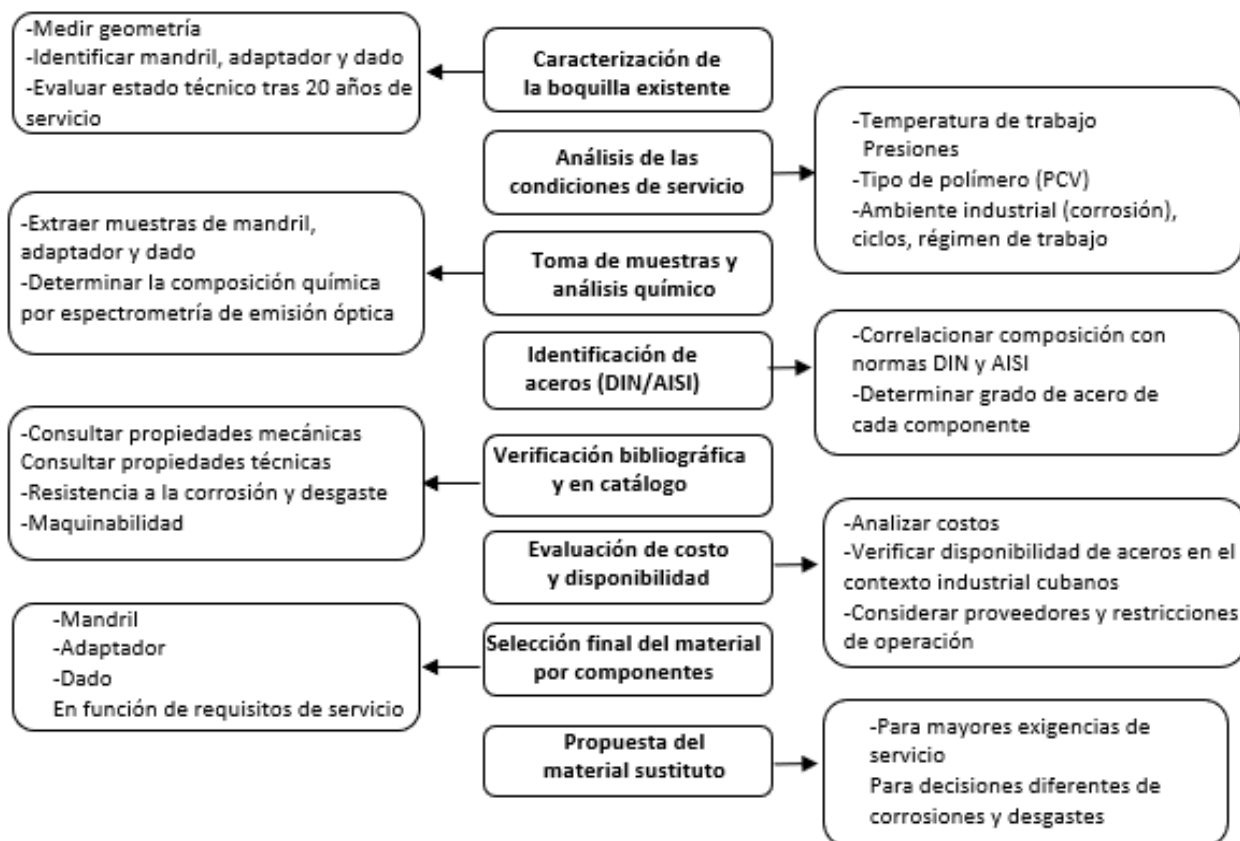 Caracterización de
la boquilla existente
-Medir geometría
-Identificar mandril, adaptador y dado
-Evaluar estado técnico tras 20 años de
servicio
Análisis de las
condiciones de servicio
-Temperatura de trabajo
Presiones
-Tipo de polímero (PCV)
-Ambiente industrial (corrosión),
ciclos, régimen de trabajo
Toma de muestras y
análisis químico
-Extraer muestras de mandril,
adaptador y dado
-Determinar la composición química
por espectrometría de emisión óptica
Identificación de
aceros (DIN/AISI)
-Correlacionar composición con
normas DIN y AISI
-Determinar grado de acero de
cada componente
Verificación bibliográfica
y en catálogo
-Consultar propiedades mecánicas
Consultar propiedades técnicas
-Resistencia a la corrosión y desgaste
-Maquinabilidad
Evaluación de costo
y disponibilidad
-Analizar costos
-Verificar disponibilidad de aceros en el
contexto industrial cubanos
-Considerar proveedores y restricciones
de operación
Selección final del material
por componentes
-Mandril
-Adaptador
-Dado
En función de requisitos de servicio
Propuesta del
material sustituto
-Para mayores exigencias de
servicio
Para decisiones diferentes de
corrosiones y desgastes